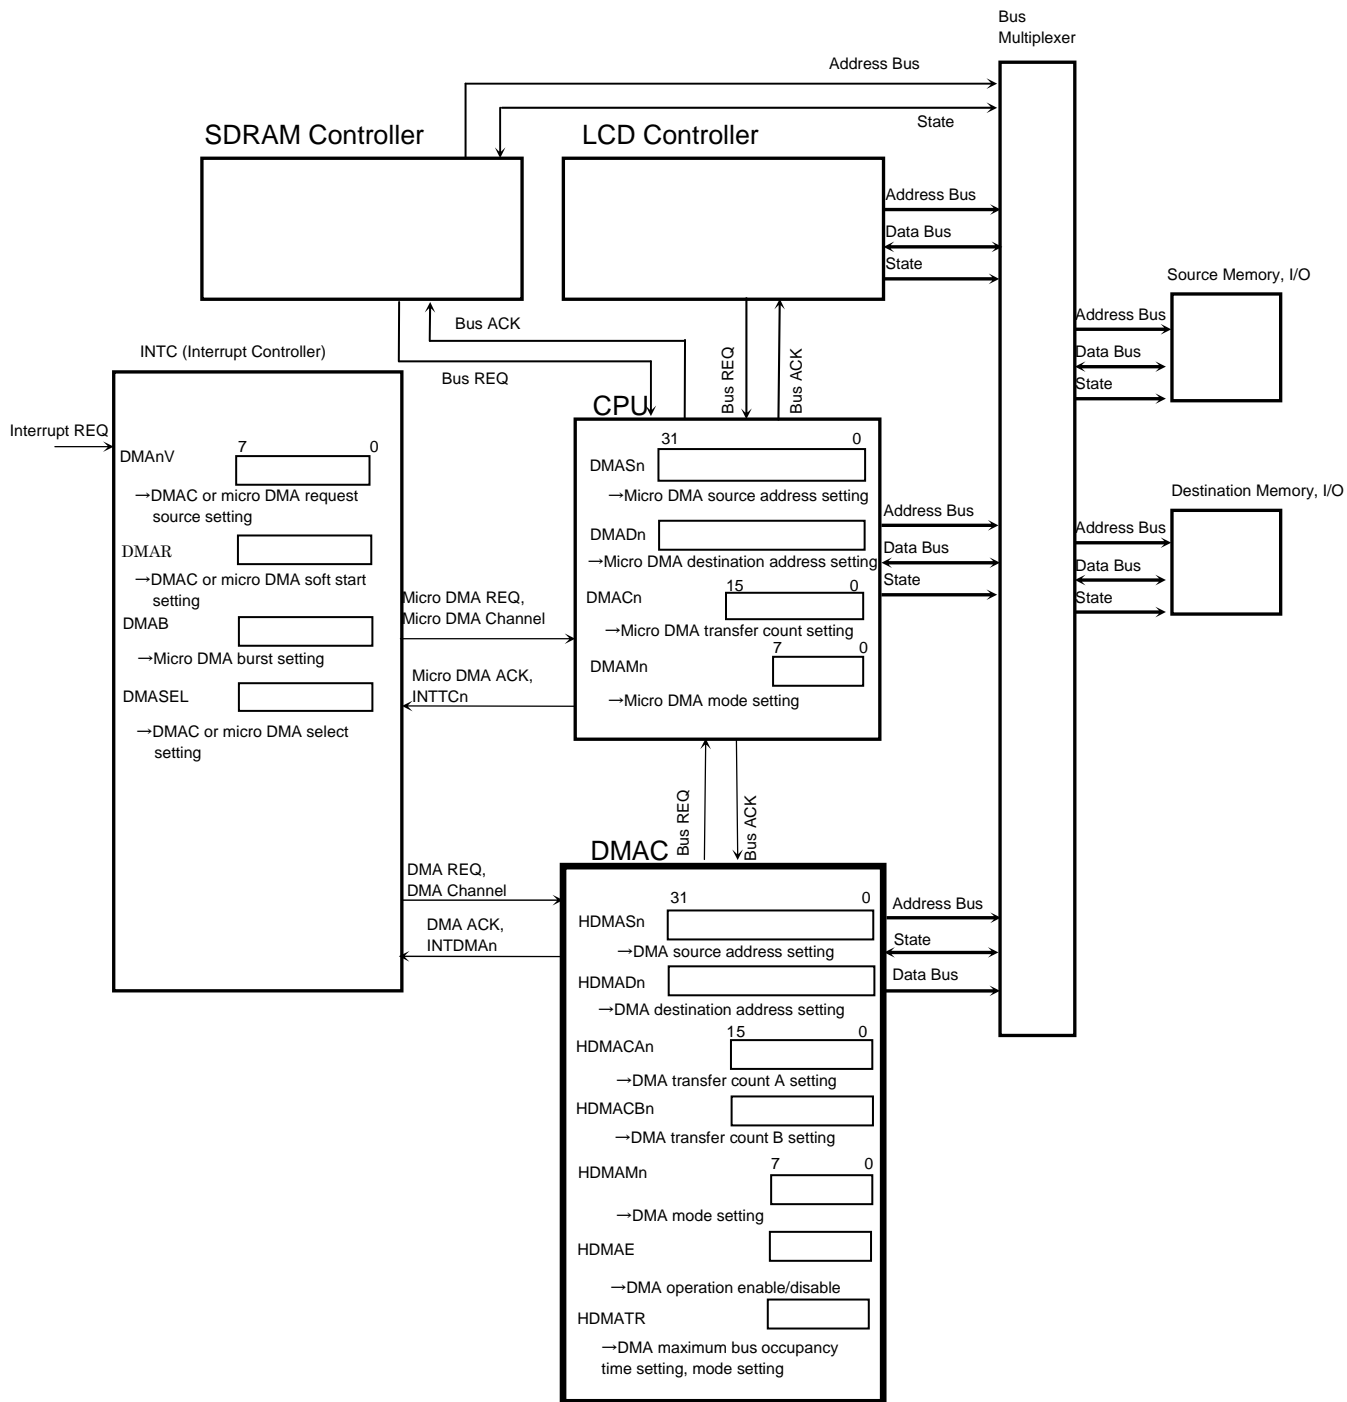 Bus
Multiplexer
Address Bus
State
SDRAM Controller
LCD Controller
Address Bus
Data Bus
State
Source Memory, I/O
Address Bus
Data Bus
State
Bus ACK
Bus REQ
Bus REQ
Bus ACK
INTC (Interrupt Controller)
Interrupt REQ
DMAnV
7 0
→DMAC or micro DMA request
source setting
DMAR
→DMAC or micro DMA soft start
setting
DMAB
→Micro DMA burst setting
DMASEL
→DMAC or micro DMA select
setting
Micro DMA REQ,
Micro DMA Channel
Micro DMA ACK,
INTTCn
CPU
31 0
DMASn
→Micro DMA source address setting
DMADn
→Micro DMA destination address setting
DMACn
15 0
→Micro DMA transfer count setting
DMAMn
7 0
→Micro DMA mode setting
Address Bus
Data Bus
State
Destination Memory, I/O
Address Bus
Data Bus
State
Bus REQ
Bus ACK
DMA REQ,
DMA Channel
DMA ACK,
INTDMAn
DMAC
31 0
HDMASn
→DMA source address setting
HDMADn
→DMA destination address setting
15 0
HDMACAn
→DMA transfer count A setting
HDMACBn
→DMA transfer count B setting
7 0
HDMAMn
→DMA mode setting
HDMAE
→DMA operation enable/disable
HDMATR
→DMA maximum bus occupancy
time setting, mode setting
Address Bus
State
Data Bus